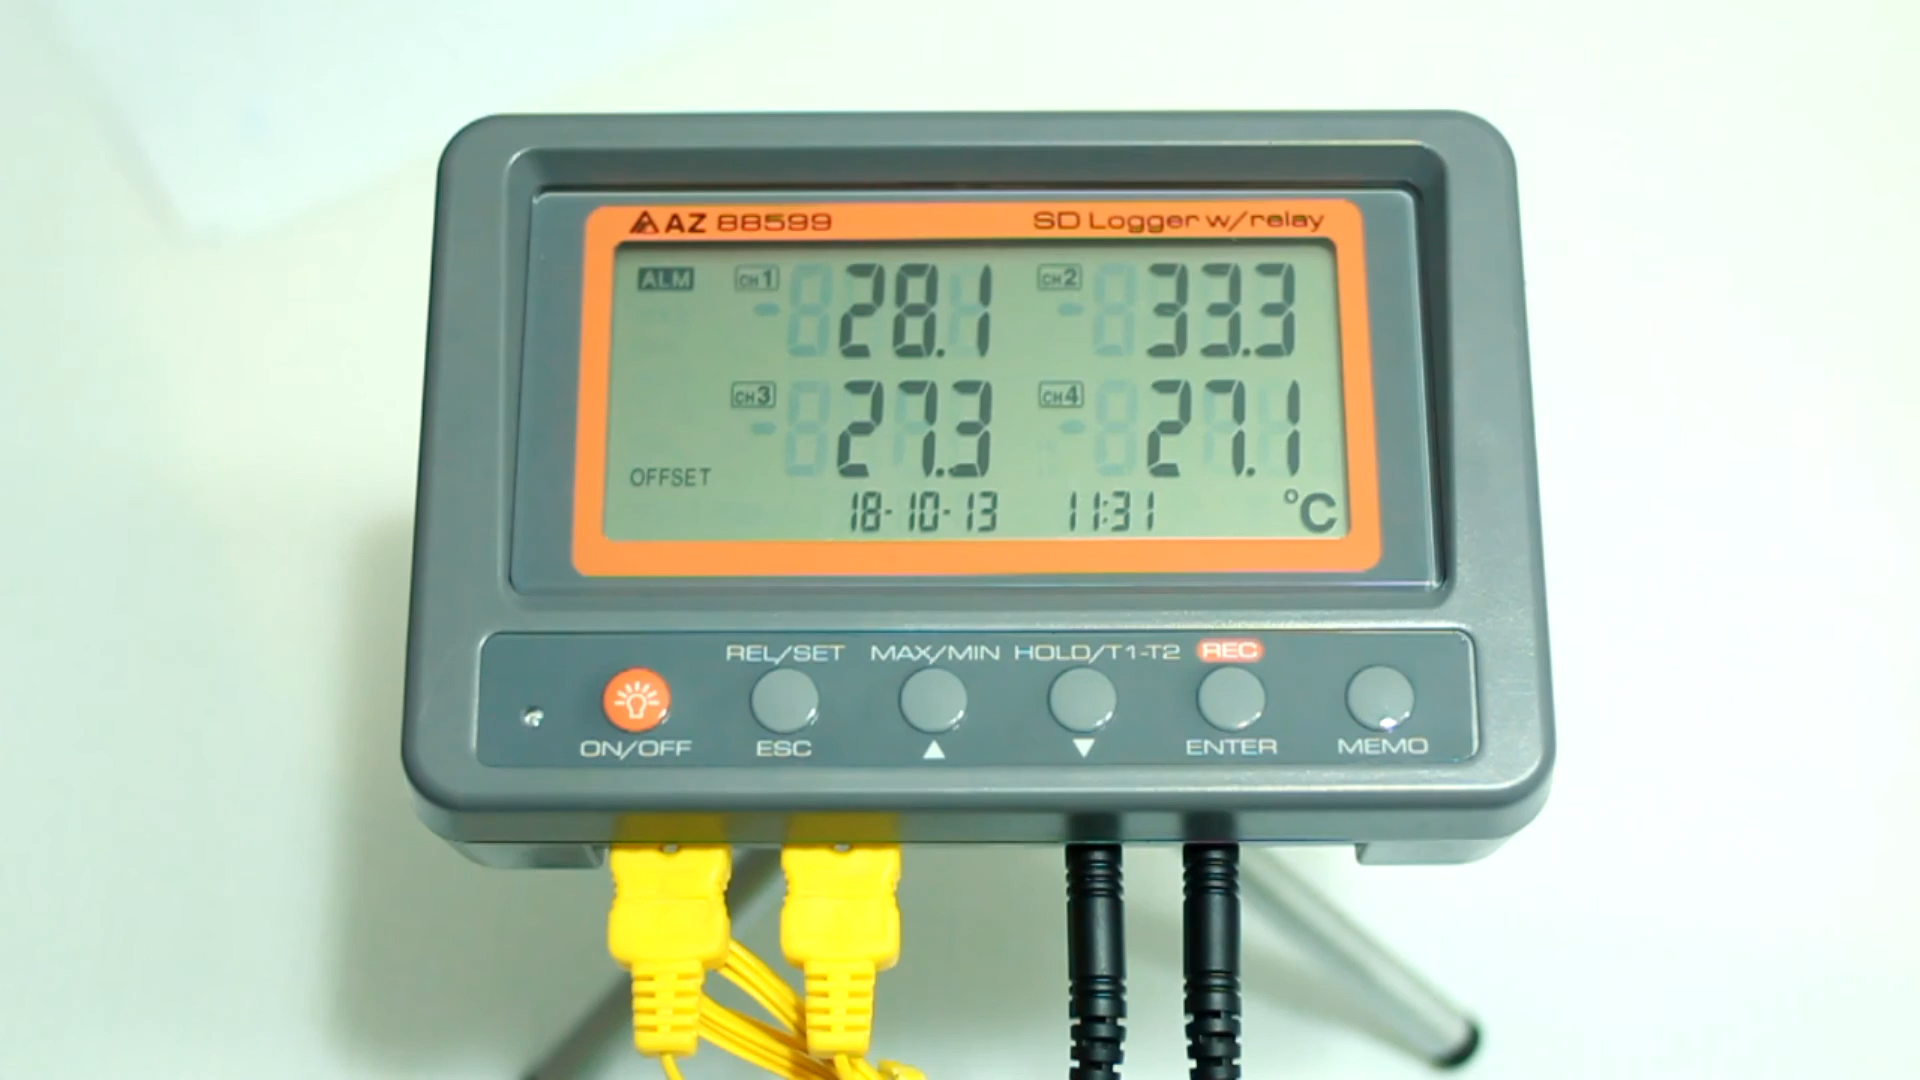 AZ 88599 SD Logger w/relay
ALM CH1 28.1 CH2 33.3
CH3 27.3 CH4 27.1
OFFSET
18-10-13 11:31 °C
REL/SET MAX/MIN HOLD/T1-T2 REC
ON/OFF ESC ▲ ▼ ENTER MEMO